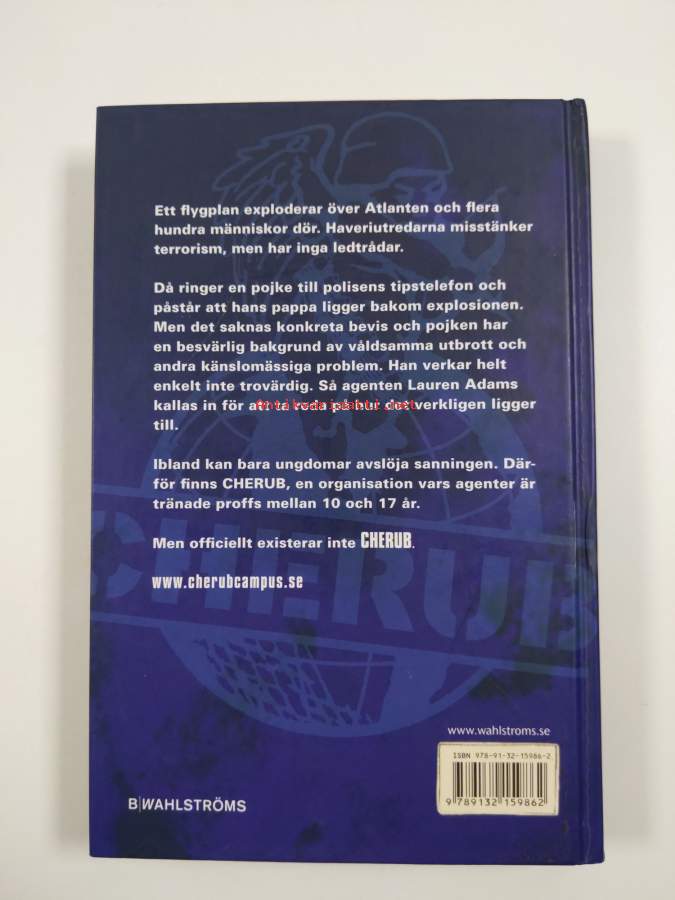 Ett flygplan exploderar över Atlanten och flera
hundra människor dör. Haveriutredarna misstänker
terrorism, men har inga ledtrådar.
Då ringer en pojke till polisens tipstelefon och
påstår att hans pappa ligger bakom explosionen.
Men det saknas konkreta bevis och pojken har
en besvärlig bakgrund av våldsamma utbrott och
andra känslomässiga problem. Han verkar helt
enkelt inte trovärdig. Så agenten Lauren Adams
kallas in för att ta reda på hur det verkligen ligger
till.
Ibland kan bara ungdomar avslöja sanningen. Där-
för finns CHERUB, en organisation vars agenter är
tränade proffs mellan 10 och 17 år.
Men officiellt existerar inte CHERUB.
www.cherubcampus.se
CHERUB
www.wahlstroms.se
ISBN 978-91-32-15986-2
9 789132 159862
B|WAHLSTRÖMS